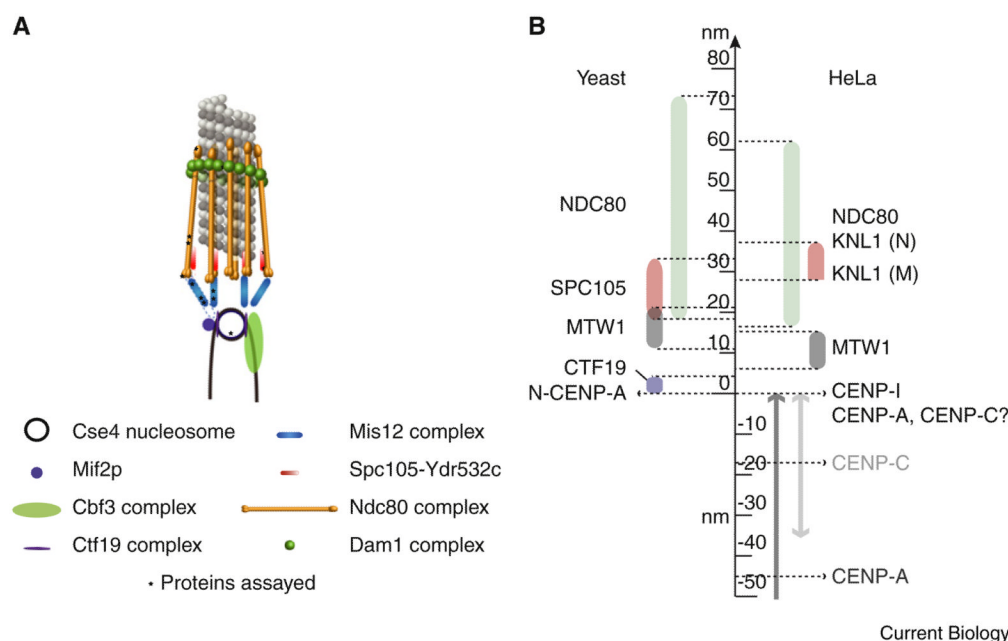 A
Cse4 nucleosome
Mif2p
Cbf3 complex
Ctf19 complex
Mis12 complex
Spc105-Ydr532c
Ndc80 complex
Dam1 complex
* Proteins assayed
B
nm
Yeast
HeLa
80
70
60
50
40
30
20
10
0
-10
-20
-30
nm
-40
-50
NDC80
SPC105
MTW1
CTF19
N-CENP-A
NDC80
KNL1 (N)
KNL1 (M)
MTW1
CENP-I
CENP-A, CENP-C?
CENP-C
CENP-A
Current Biology